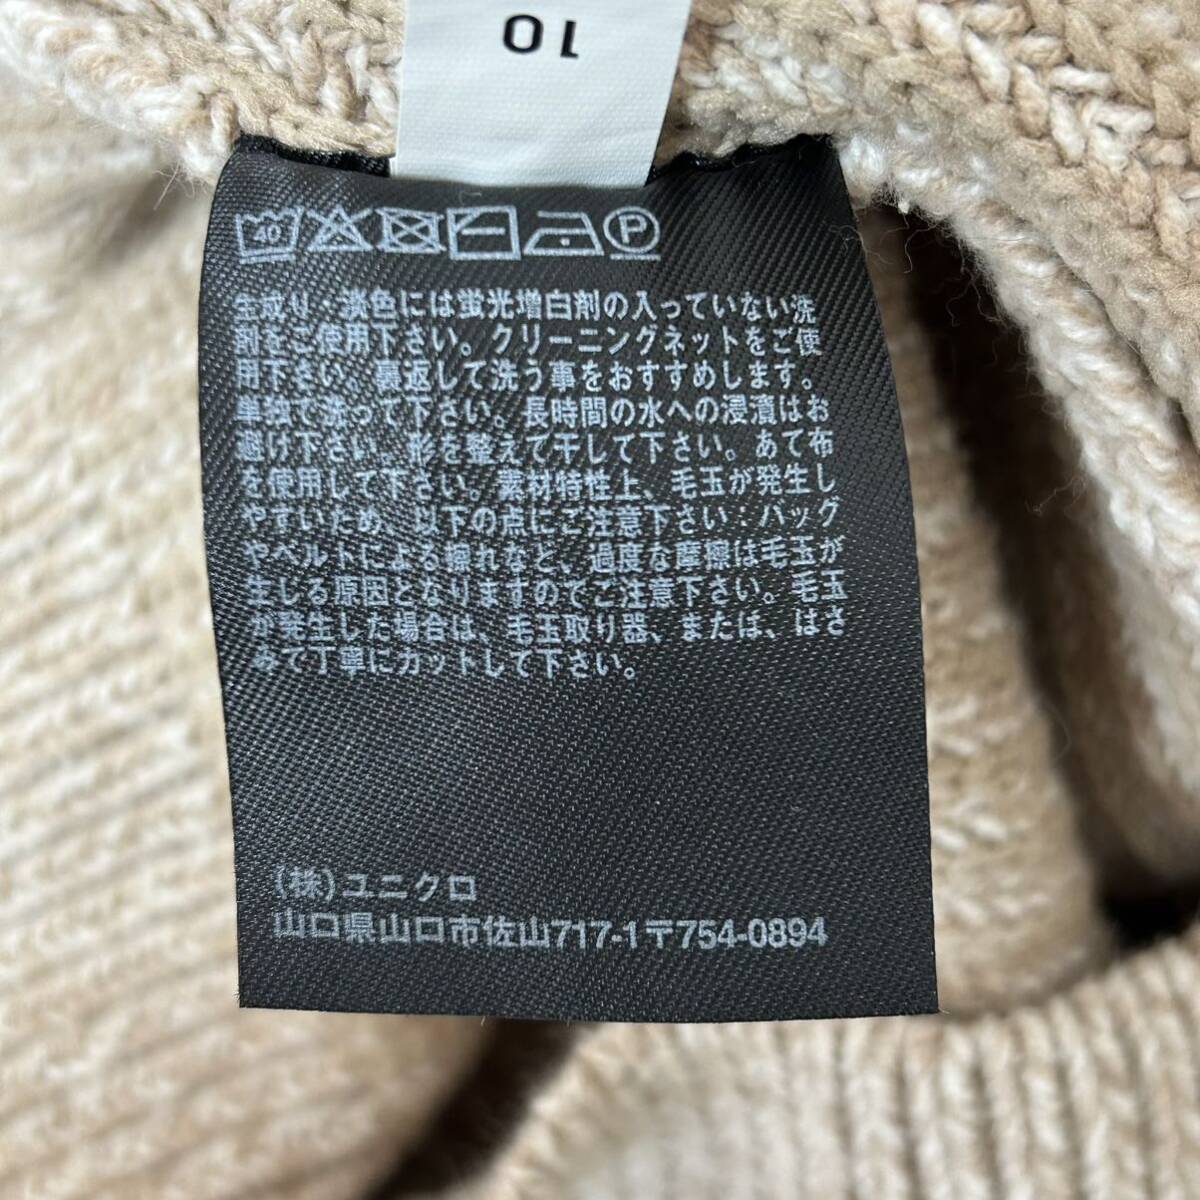 10
40 P
生成り・淡色には蛍光増白剤の入っていない洗
剤をご使用下さい。クリーニングネットをご使
用下さい。裏返して洗う事をおすすめします。
単独で洗って下さい。長時間の水への浸漬はお
避け下さい。形を整えて干して下さい。あて布
を使用して下さい。素材特性上、毛玉が発生し
やすいため、以下の点にご注意下さい：バッグ
やベルトによる擦れなど、過度な摩擦は毛玉が
生じる原因となりますのでご注意下さい。毛玉
が発生した場合は、毛玉取り器、または、はさ
みで丁寧にカットして下さい。
(株)ユニクロ
山口県山口市佐山717-1〒754-0894